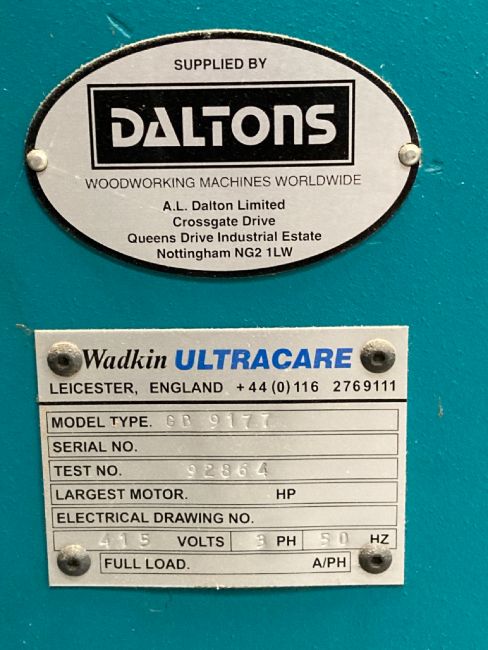 SUPPLIED BY
DALTONS
WOODWORKING MACHINES WORLDWIDE
A.L. Dalton Limited
Crossgate Drive
Queens Drive Industrial Estate
Nottingham NG2 1LW
Wadkin ULTRACARE
LEICESTER, ENGLAND +44(0)116 2769111
MODEL TYPE. 9177
SERIAL NO.
TEST NO. 92864
LARGEST MOTOR. HP
ELECTRICAL DRAWING NO.
415 VOLTS 3 PH 50 HZ
FULL LOAD. A/PH